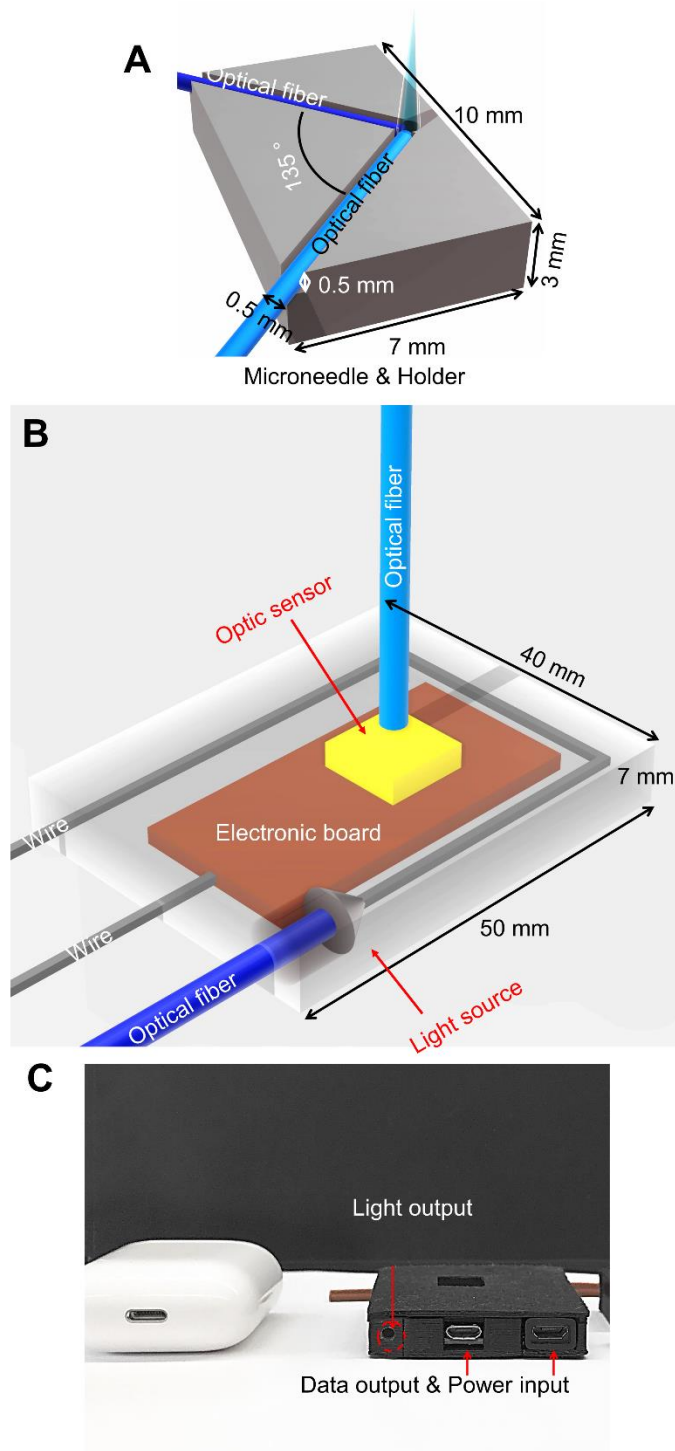 A
Optical fiber
10 mm
135°
Optical fiber
3 mm
0.5 mm
0.5 mm
7 mm
Microneedle & Holder
B
Optical fiber
Optic sensor
40 mm
7 mm
Wire
Electronic board
Wire
50 mm
Optical fiber
Light source
C
Light output
Data output & Power input